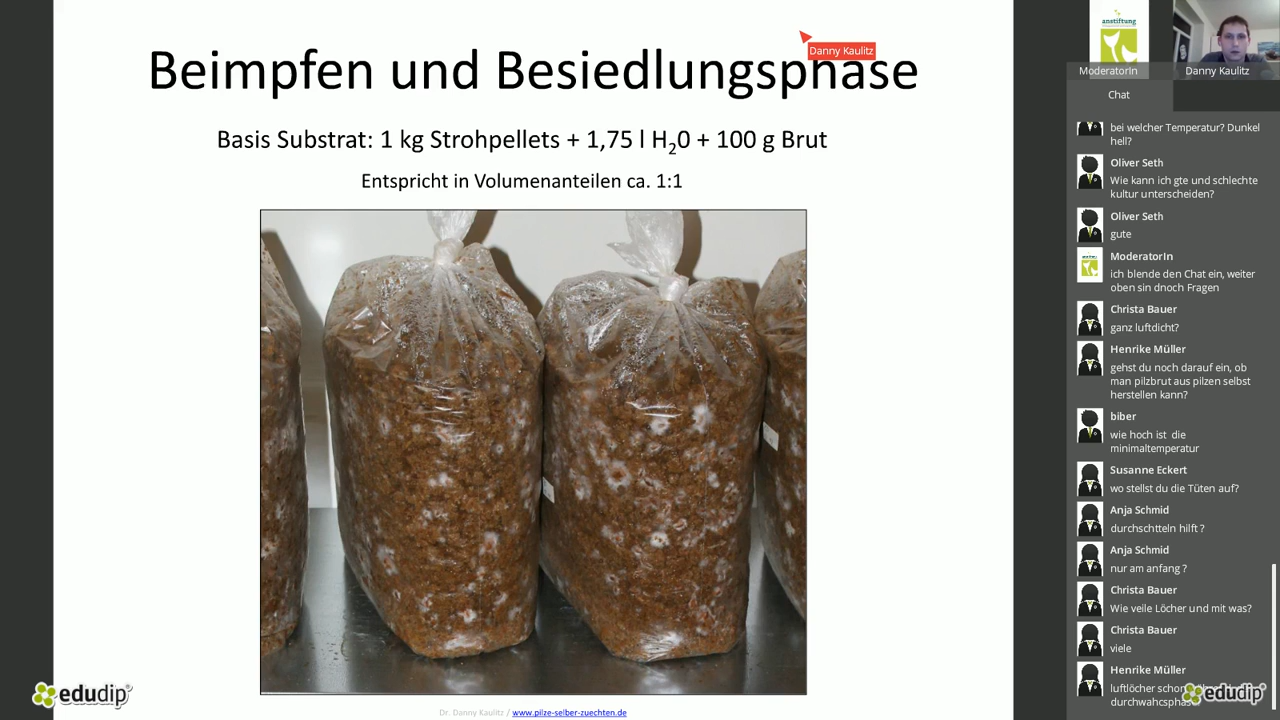 Beimpfen und Besiedlungsphase
Danny Kaulitz
Basis Substrat: 1 kg Strohpellets + 1,75 l H₂0 + 100 g Brut
Entspricht in Volumenanteilen ca. 1:1
edudip
Dr. Danny Kaulitz / www.pilze-selber-zuechten.de
anstiftung
ModeratorIn
Danny Kaulitz
Chat
bei welcher Temperatur? Dunkel
hell?
Oliver Seth
Wie kann ich gte und schlechte
kultur unterscheiden?
Oliver Seth
gute
ModeratorIn
ich blende den Chat ein, weiter
oben sin dnoch Fragen
Christa Bauer
ganz luftdicht?
Henrike Müller
gehst du noch darauf ein, ob
man pilzbrut aus pilzen selbst
herstellen kann?
biber
wie hoch ist die
minimaltemperatur
Susanne Eckert
wo stellst du die Tüten auf?
Anja Schmid
durchschtteln hilft ?
Anja Schmid
nur am anfang ?
Christa Bauer
Wie veile Löcher und mit was?
Christa Bauer
viele
Henrike Müller
luftlöcher schon
edudip